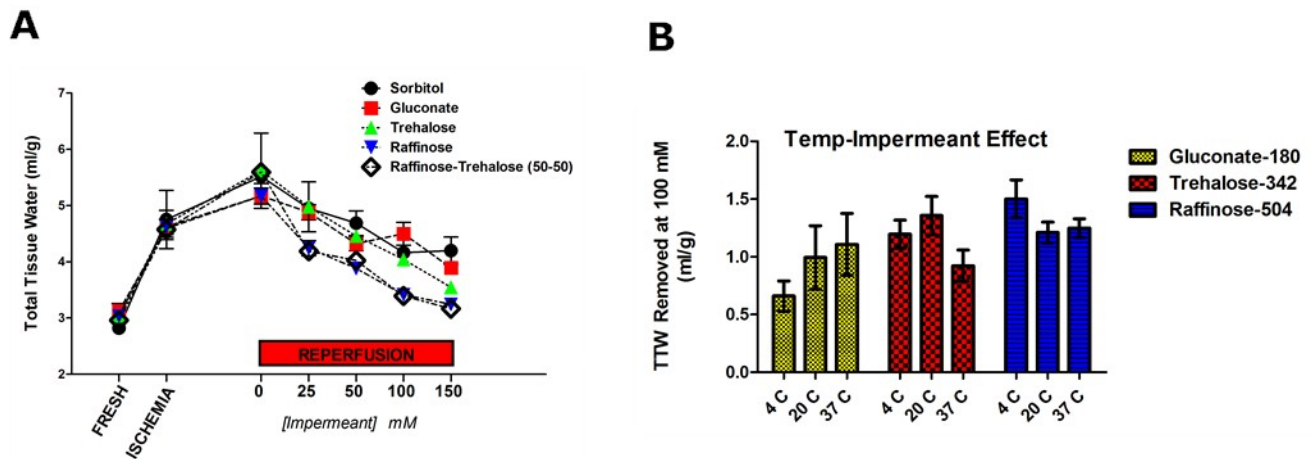 A
Total Tissue Water (ml/g)
7
6
5
4
3
2
Sorbitol
Gluconate
Trehalose
Raffinose
Raffinose-Trehalose (50-50)
REPERFUSION
FRESH
ISCHEMIA
0 25 50 100 150
[Impermeant] mM
B
Temp-Impermeant Effect
TTW Removed at 100 mM
(ml/g)
2.0
1.5
1.0
0.5
0.0
4 C 20 C 37 C 4 C 20 C 37 C 4 C 20 C 37 C
Gluconate-180
Trehalose-342
Raffinose-504